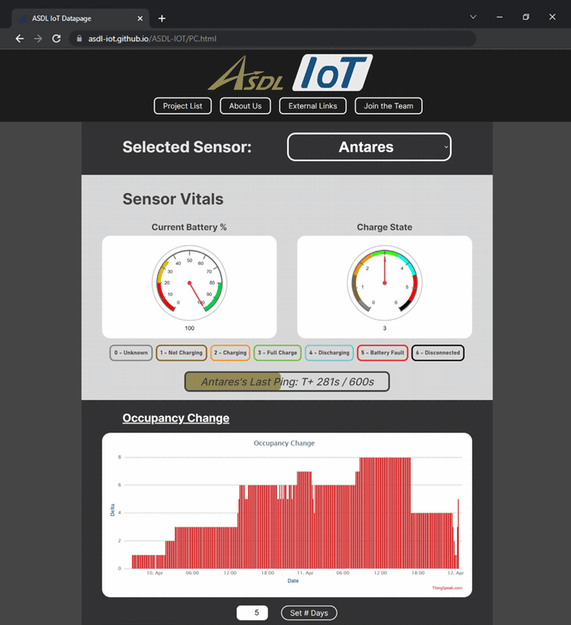 ASDL IoT Datapage
asdl-iot.github.io/ASDL-IOT/PC.html
ASDL IoT
Project List About Us External Links Join the Team
Selected Sensor: Antares
Sensor Vitals
Current Battery % Charge State
0 10 20 30 40 50 60 70 80 90 100
0 1 2 3 4 5 6
100 3
0 - Unknown 1 - Not Charging 2 - Charging 3 - Full Charge 4 - Discharging 5 - Battery Fault 6 - Disconnected
Antares's Last Ping: T+ 281s / 600s
Occupancy Change
Occupancy Change
8
6
4
2
0
Delta
10. Apr 06:00 12:00 18:00 11. Apr 06:00 12:00 18:00 12. Apr
Date
ThingSpeak.com
5 Set # Days